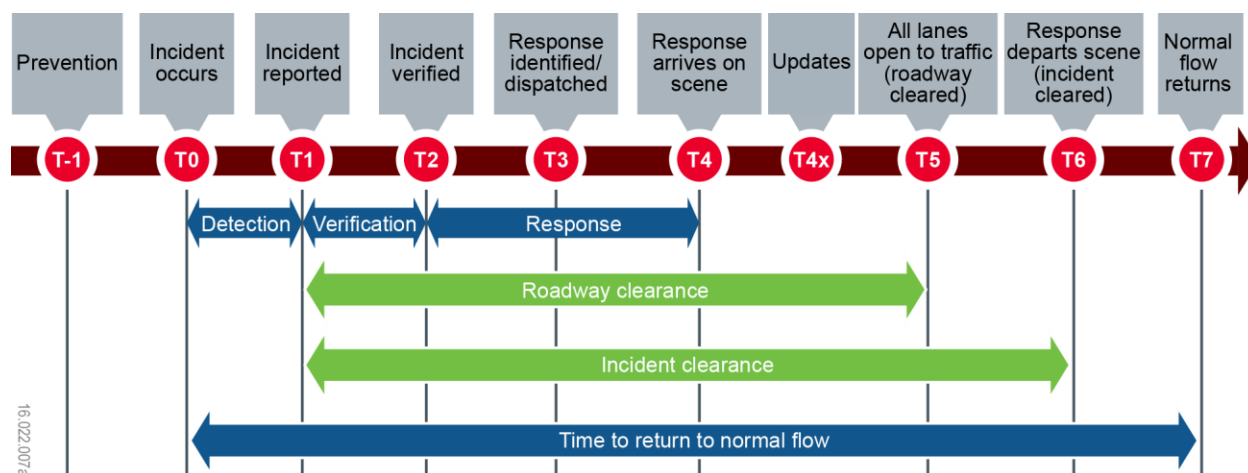 Prevention
Incident
occurs
Incident
reported
Incident
verified
Response
identified/
dispatched
Response
arrives on
scene
Updates
All lanes
open to traffic
(roadway
cleared)
Response
departs scene
(incident
cleared)
Normal
flow
returns
T-1
T0
T1
T2
T3
T4
T4x
T5
T6
T7
Detection
Verification
Response
Roadway clearance
Incident clearance
Time to return to normal flow
16.022.007a